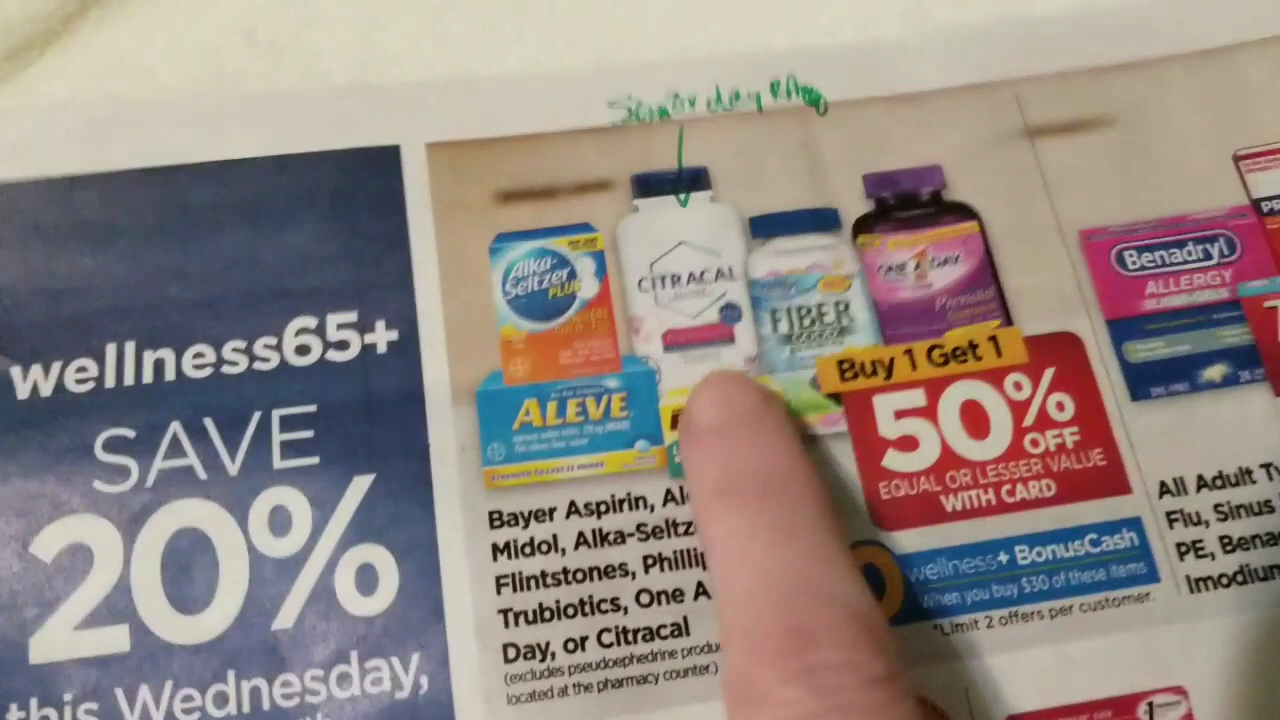 wellness65+
SAVE
20%
this Wednesday,
Alka-
Seltzer
PLUS
ALEVE
CITRACAL
FIBER
ONE A DAY
Buy 1 Get 1
50%
OFF
EQUAL OR LESSER VALUE
WITH CARD
wellness+ BonusCash
When you buy $30 of these items
*Limit 2 offers per customer.
Bayer Aspirin,
Midol, Alka-Seltz
Flintstones, Phillip
Trubiotics, One A
Day, or Citracal
(excludes pseudoephedrine produ
located at the pharmacy counter.)
Benadryl
ALLERGY
All Adult Ty
Flu, Sinus
PE, Bena
Imodium